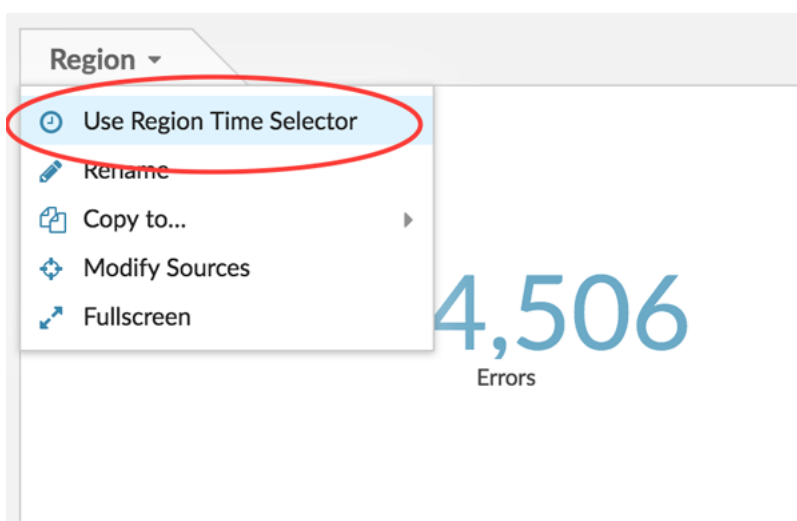 Region
Use Region Time Selector
Rename
Copy to...
Modify Sources
Fullscreen
4,506
Errors